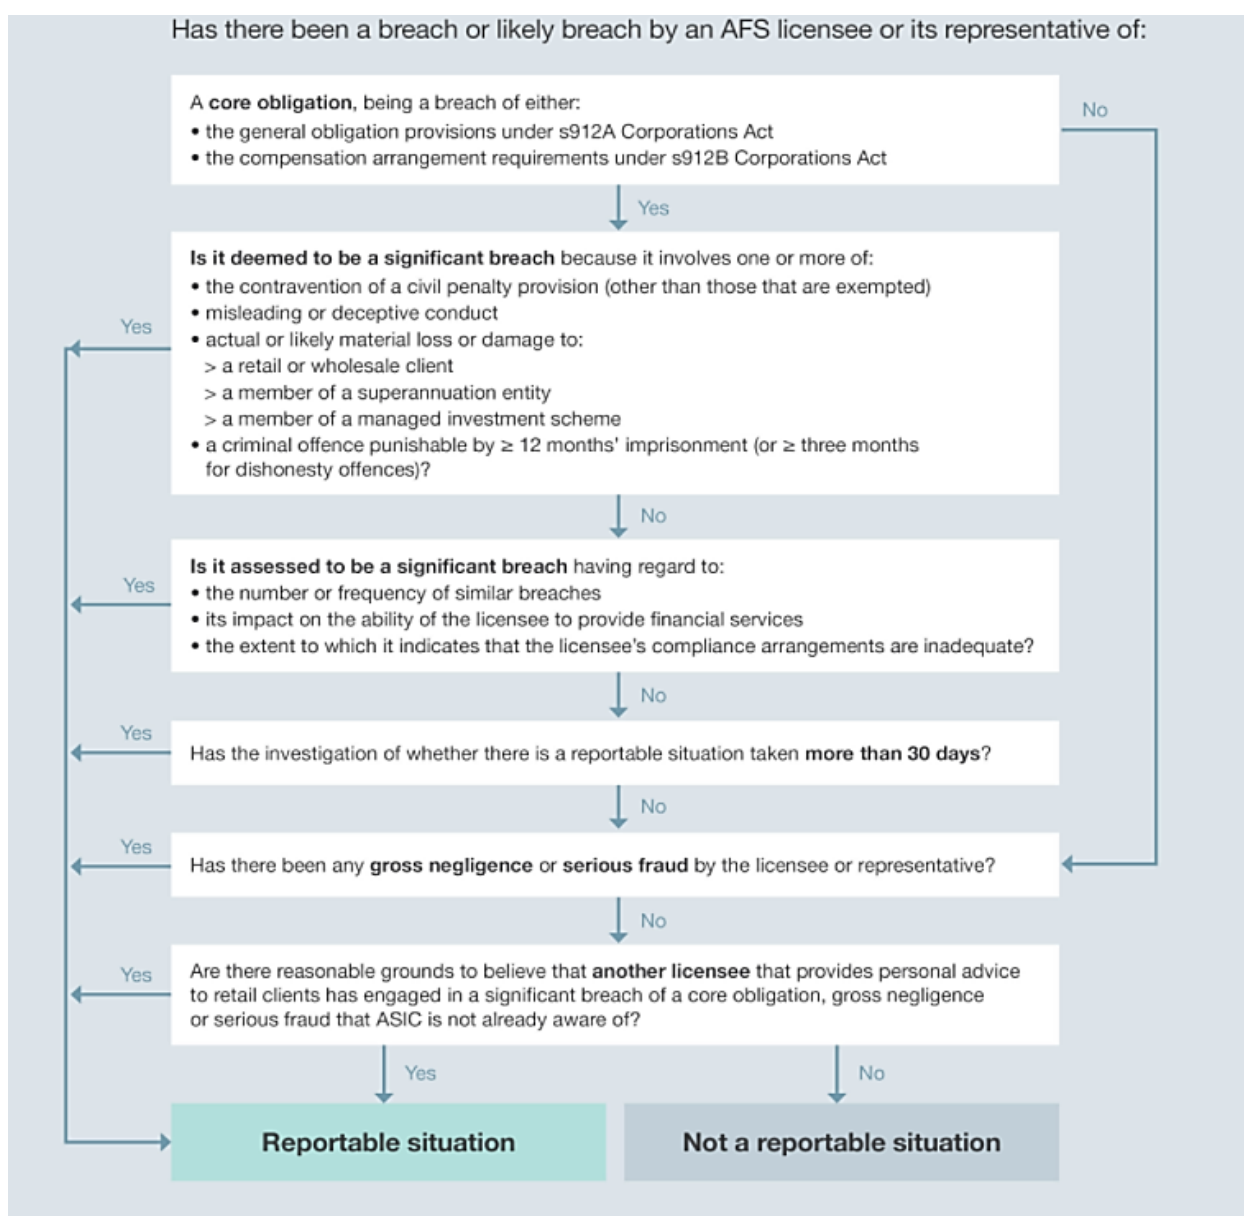 Has there been a breach or likely breach by an AFS licensee or its representative of:
A core obligation, being a breach of either:
• the general obligation provisions under s912A Corporations Act
• the compensation arrangement requirements under s912B Corporations Act
No
Yes
Is it deemed to be a significant breach because it involves one or more of:
• the contravention of a civil penalty provision (other than those that are exempted)
• misleading or deceptive conduct
• actual or likely material loss or damage to:
> a retail or wholesale client
> a member of a superannuation entity
> a member of a managed investment scheme
• a criminal offence punishable by ≥ 12 months' imprisonment (or ≥ three months
for dishonesty offences)?
Yes
No
Is it assessed to be a significant breach having regard to:
• the number or frequency of similar breaches
• its impact on the ability of the licensee to provide financial services
• the extent to which it indicates that the licensee's compliance arrangements are inadequate?
Yes
No
Yes
Has the investigation of whether there is a reportable situation taken more than 30 days?
No
Yes
Has there been any gross negligence or serious fraud by the licensee or representative?
No
Yes
Are there reasonable grounds to believe that another licensee that provides personal advice
to retail clients has engaged in a significant breach of a core obligation, gross negligence
or serious fraud that ASIC is not already aware of?
Yes
No
Reportable situation
Not a reportable situation